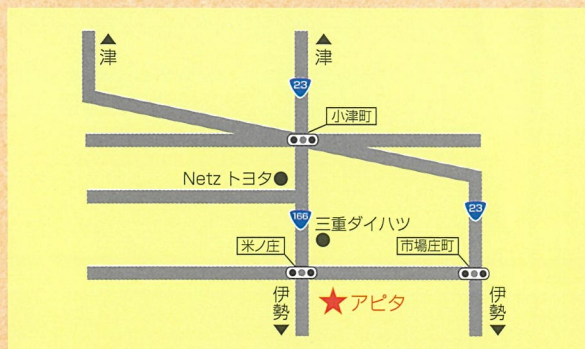 ▲
津
▲
津
23
小津町
Netz トヨタ●
166
三重ダイハツ
●
23
米ノ庄
市場庄町
伊勢
▼
★アピタ
伊勢
▼